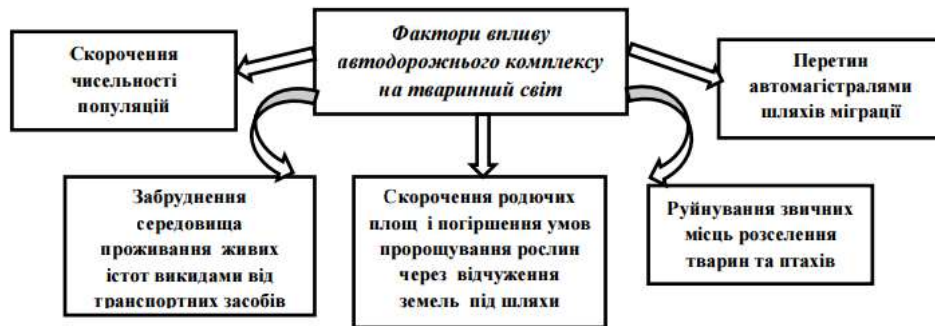 Фактори впливу
автодорожнього комплексу
на тваринний світ
Скорочення
чисельності
популяцій
Перетин
автомагістралями
шляхів міграції
Забруднення
середовища
проживання живих
істот викидами від
транспортних засобів
Скорочення родючих
площ і погіршення умов
пророщування рослин
через відчуження
земель під шляхи
Руйнування звичних
місць розселення
тварин та птахів